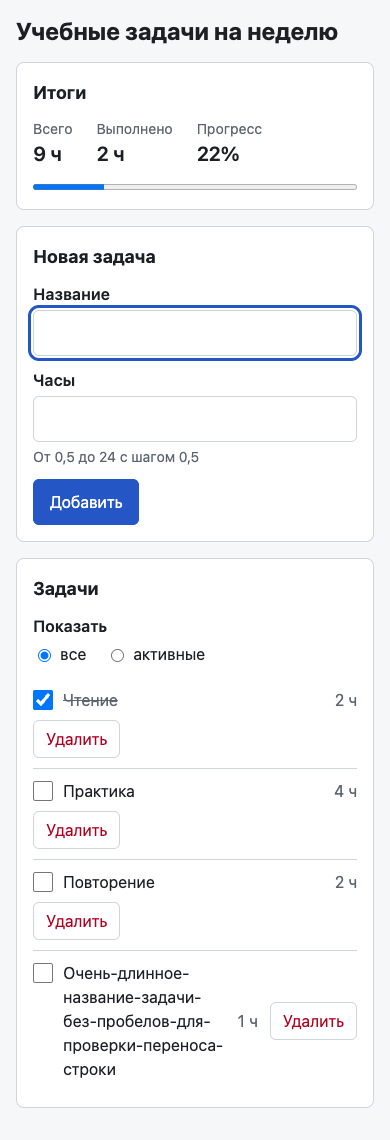 Учебные задачи на неделю
Итоги
Всего Выполнено Прогресс
9 ч 2 ч 22%
Новая задача
Название
Часы
От 0,5 до 24 с шагом 0,5
Добавить
Задачи
Показать
все активные
Чтение 2 ч
Удалить
Практика 4 ч
Удалить
Повторение 2 ч
Удалить
Очень-длинное-
название-задачи-
без-пробелов-для- 1 ч Удалить
проверки-переноса-
строки